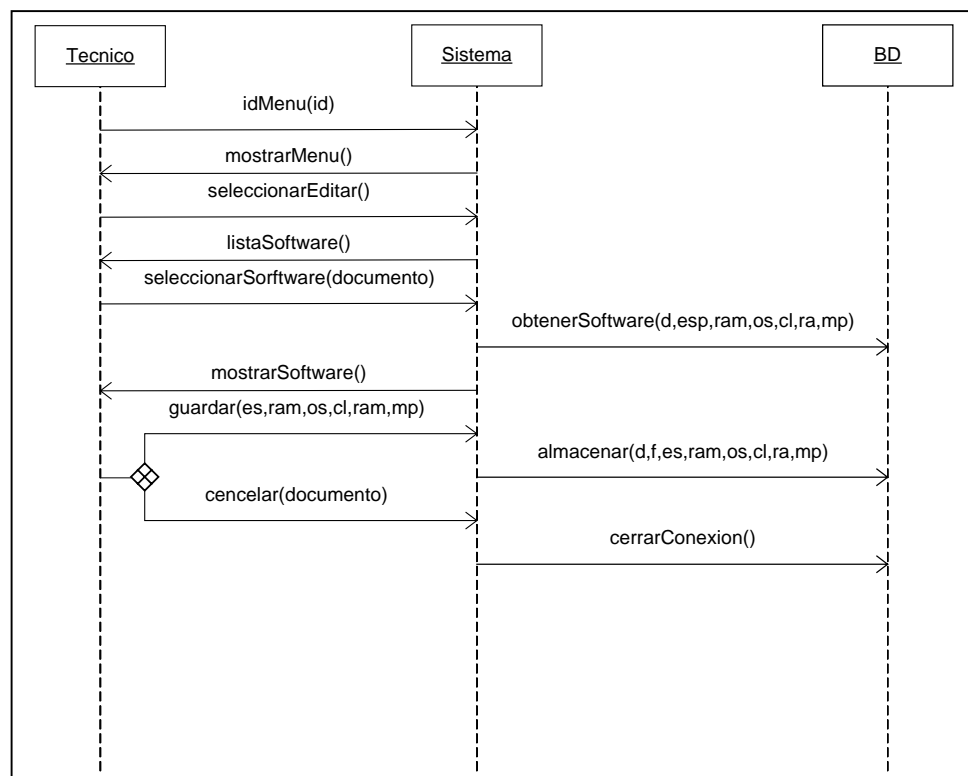 Tecnico
Sistema
BD
idMenu(id)
mostrarMenu()
seleccionarEditar()
listaSoftware()
seleccionarSorftware(documento)
obtenerSoftware(d,esp,ram,os,cl,ra,mp)
mostrarSoftware()
guardar(es,ram,os,cl,ram,mp)
almacenar(d,f,es,ram,os,cl,ra,mp)
cencelar(documento)
cerrarConexion()